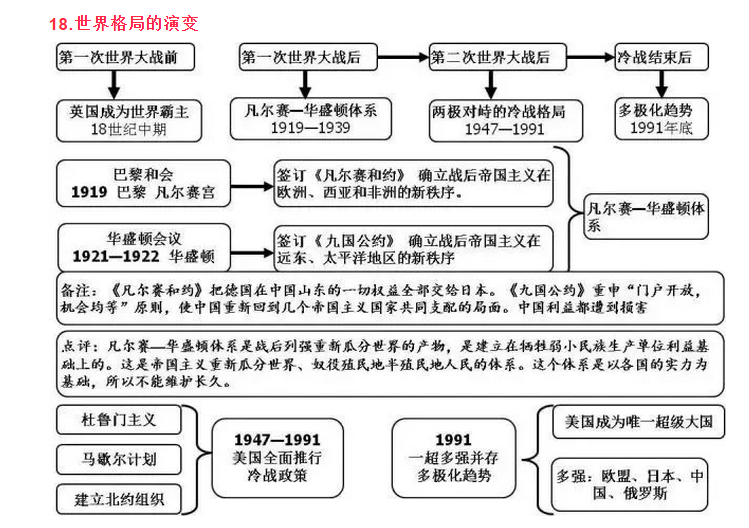 18.世界格局的演变
第一次世界大战前
第一次世界大战后
第二次世界大战后
冷战结束后
英国成为世界霸主
18世纪中期
凡尔赛—华盛顿体系
1919—1939
两极对峙的冷战格局
1947—1991
多极化趋势
1991年底
巴黎和会
1919 巴黎 凡尔赛宫
签订《凡尔赛和约》 确立战后帝国主义在
欧洲、西亚和非洲的新秩序。
华盛顿会议
1921—1922 华盛顿
签订《 九国公约》 确立战后帝国主义在
远东、太平洋地区的新秩序
凡尔赛—华盛顿体
系
备注：《凡尔赛和约》把德国在中国山东的一切权益全部交给日本。《九国公约》重申“门户开放，
机会均等”原则，使中国重新回到几个帝国主义国家共同支配的局面。中国利益都遭到损害
点评：凡尔赛—华盛顿体系是战后列强重新瓜分世界的产物，是建立在牺牲弱小民族生产单位利益基
础上的。这是帝国主义重新瓜分世界、奴役殖民地半殖民地人民的体系。这个体系是以各国的实力为
基础，所以不能维护长久。
杜鲁门主义
马歇尔计划
建立北约组织
1947—1991
美国全面推行
冷战政策
1991
一超多强并存
多极化趋势
美国成为唯一超级大国
多强：欧盟、日本、中
国、俄罗斯